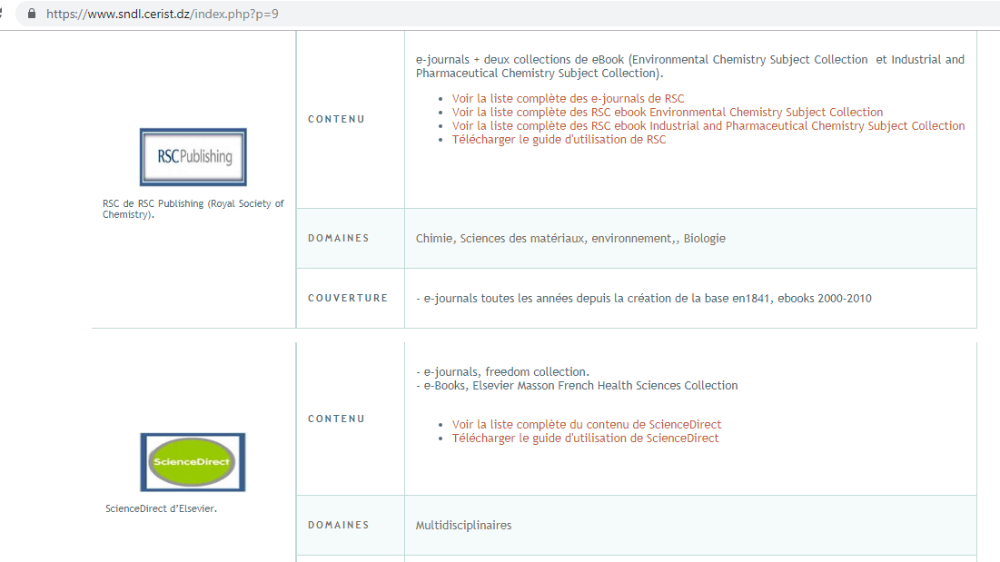 https://www.sndl.cerist.dz/index.php?p=9
RSCPublishing
RSC de RSC Publishing (Royal Society of
Chemistry).
CONTENU
e-journals + deux collections de eBook (Environmental Chemistry Subject Collection et Industrial and
Pharmaceutical Chemistry Subject Collection).
• Voir la liste complète des e-journals de RSC
• Voir la liste complète des RSC ebook Environmental Chemistry Subject Collection
• Voir la liste complète des RSC ebook Industrial and Pharmaceutical Chemistry Subject Collection
• Télécharger le guide d'utilisation de RSC
DOMAINES
Chimie, Sciences des matériaux, environnement,, Biologie
COUVERTURE
- e-journals toutes les années depuis la création de la base en1841, ebooks 2000-2010
ScienceDirect
ScienceDirect d’Elsevier.
CONTENU
- e-journals, freedom collection.
- e-Books, Elsevier Masson French Health Sciences Collection
• Voir la liste complète du contenu de ScienceDirect
• Télécharger le guide d'utilisation de ScienceDirect
DOMAINES
Multidisciplinaires